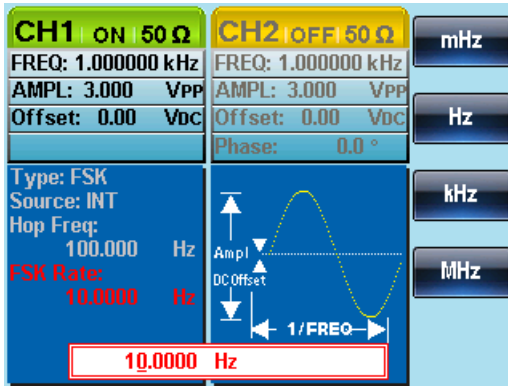 CH1 ON 50 Ω
FREQ: 1.000000 kHz
AMPL: 3.000 VPP
Offset: 0.00 VDC
CH2 OFF 50 Ω
FREQ: 1.000000 kHz
AMPL: 3.000 VPP
Offset: 0.00 VDC
Phase: 0.0 °
Type: FSK
Source: INT
Hop Freq:
100.000 Hz
FSK Rate:
10.0000 Hz
Ampl
DC Offset
1/FREQ
10.0000 Hz
mHz
Hz
kHz
MHz